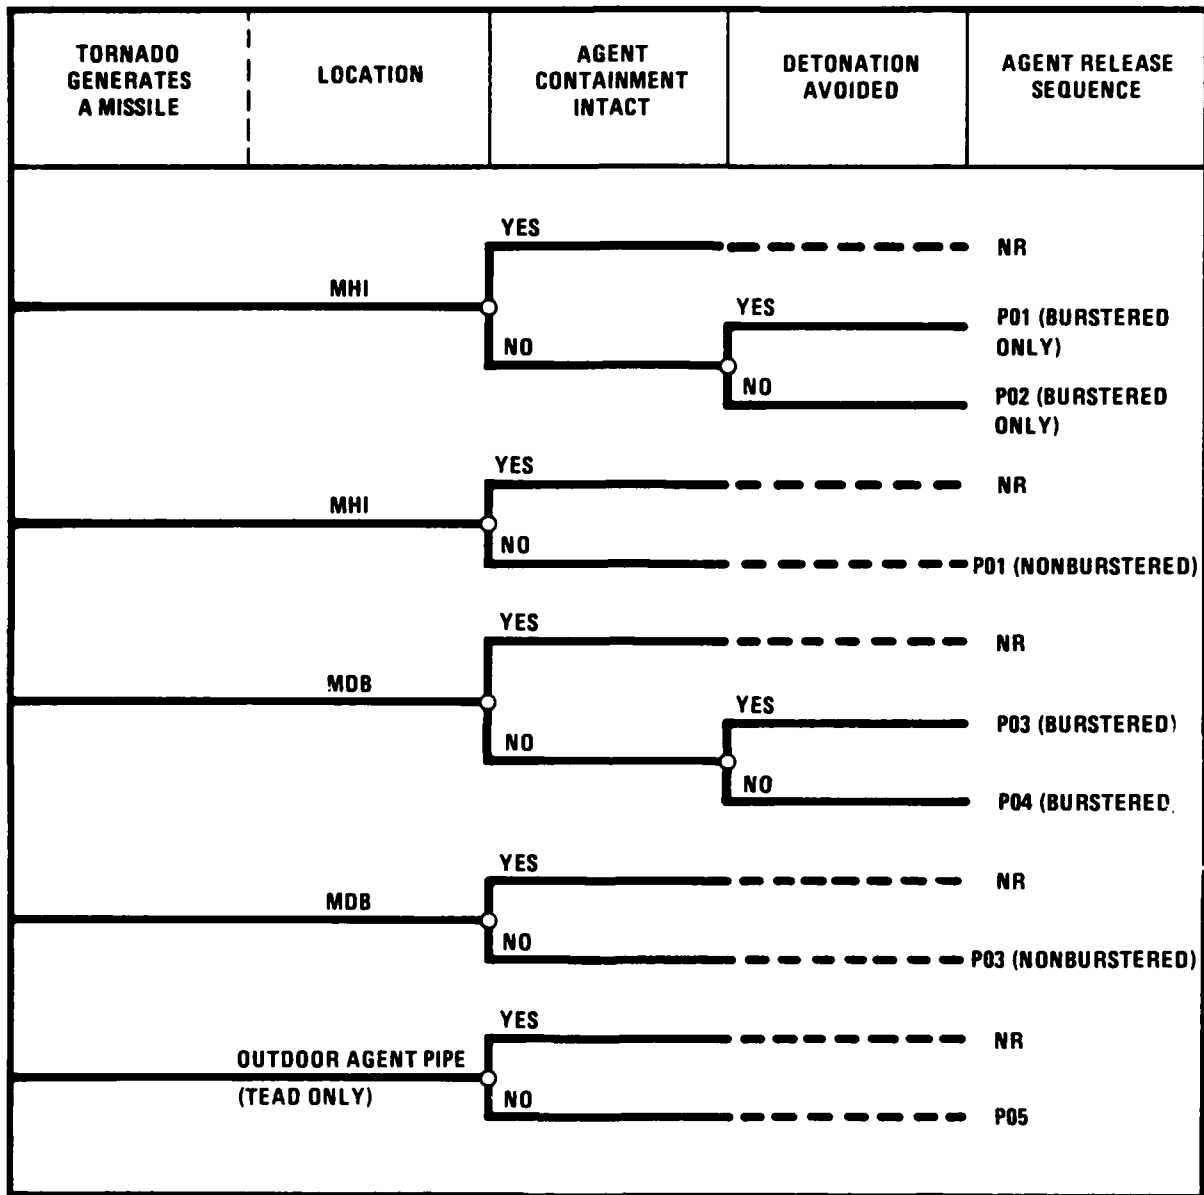 TORNADO
GENERATES
A MISSILE
LOCATION
AGENT
CONTAINMENT
INTACT
DETONATION
AVOIDED
AGENT RELEASE
SEQUENCE
YES
NR
MHI
YES
P01 (BURSTERED
ONLY)
NO
NO
P02 (BURSTERED
ONLY)
YES
NR
MHI
NO
P01 (NONBURSTERED)
YES
NR
MDB
YES
P03 (BURSTERED)
NO
NO
P04 (BURSTERED)
YES
NR
MDB
NO
P03 (NONBURSTERED)
YES
NR
OUTDOOR AGENT PIPE
(TEAD ONLY)
NO
P05